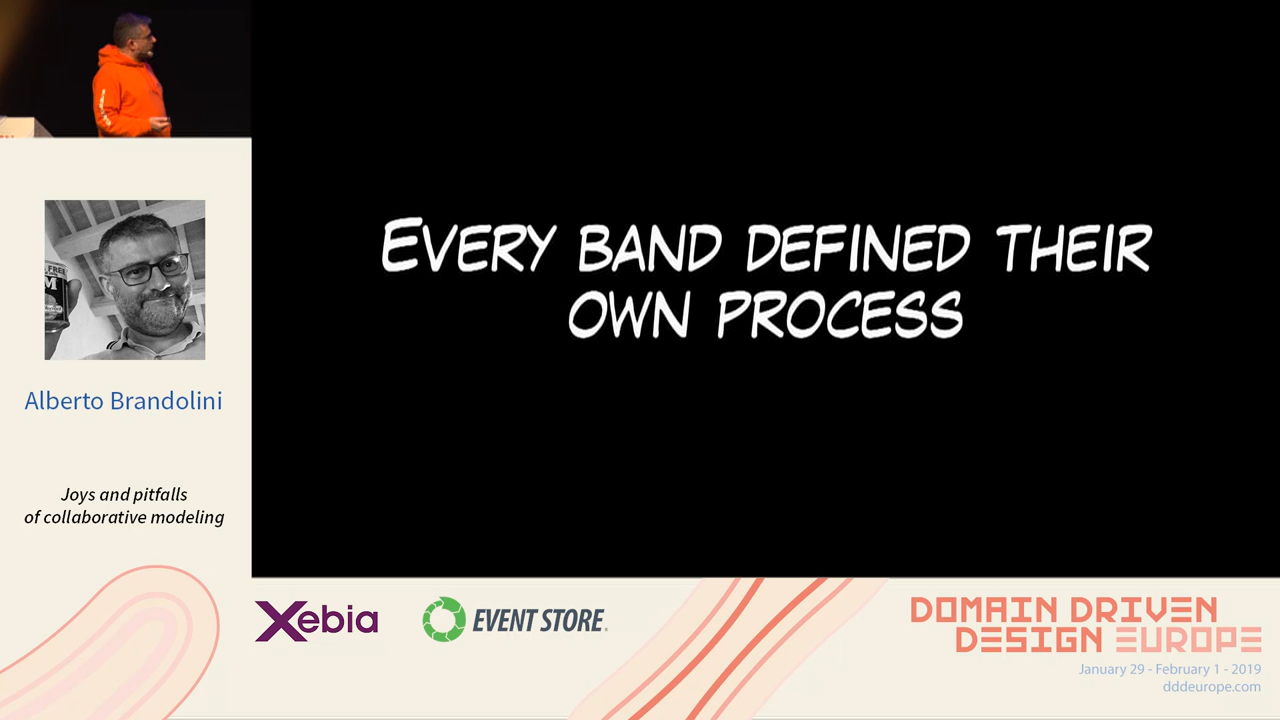 EVERY BAND DEFINED THEIR
OWN PROCESS
Alberto Brandolini
Joys and pitfalls
of collaborative modeling
Xebia
EVENT STORE
DOMAIN DRIVEN
DESIGN EUROPE
January 29 - February 1 - 2019
dddeurope.com